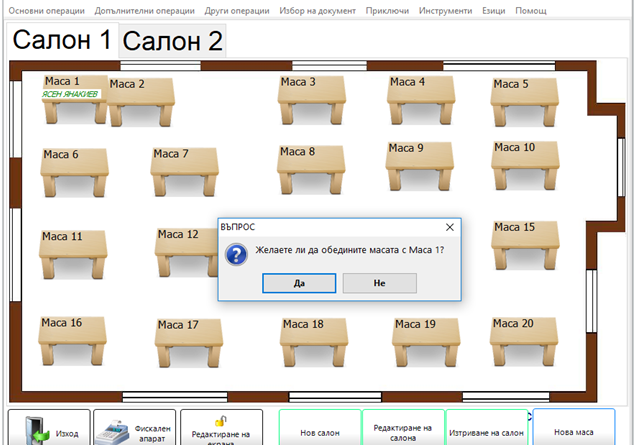 Основни операции Допълнителни операции Други операции Избор на документ Приключи Инструменти Езици Помощ
Салон 1 Салон 2
Маса 1 Маса 2 Маса 3 Маса 4 Маса 5
ЯСЕН ЯНАКИЕВ
Маса 6 Маса 7 Маса 8 Маса 9 Маса 10
ВЪПРОС
Желаете ли да обедините масата с Маса 1?
Да Не
Маса 11 Маса 12 Маса 15
Маса 16 Маса 17 Маса 18 Маса 19 Маса 20
Изход
Фискален
апарат
Редактиране на
екрана
Нов салон
Редактиране на
салона
Изтриване на салон
Нова маса